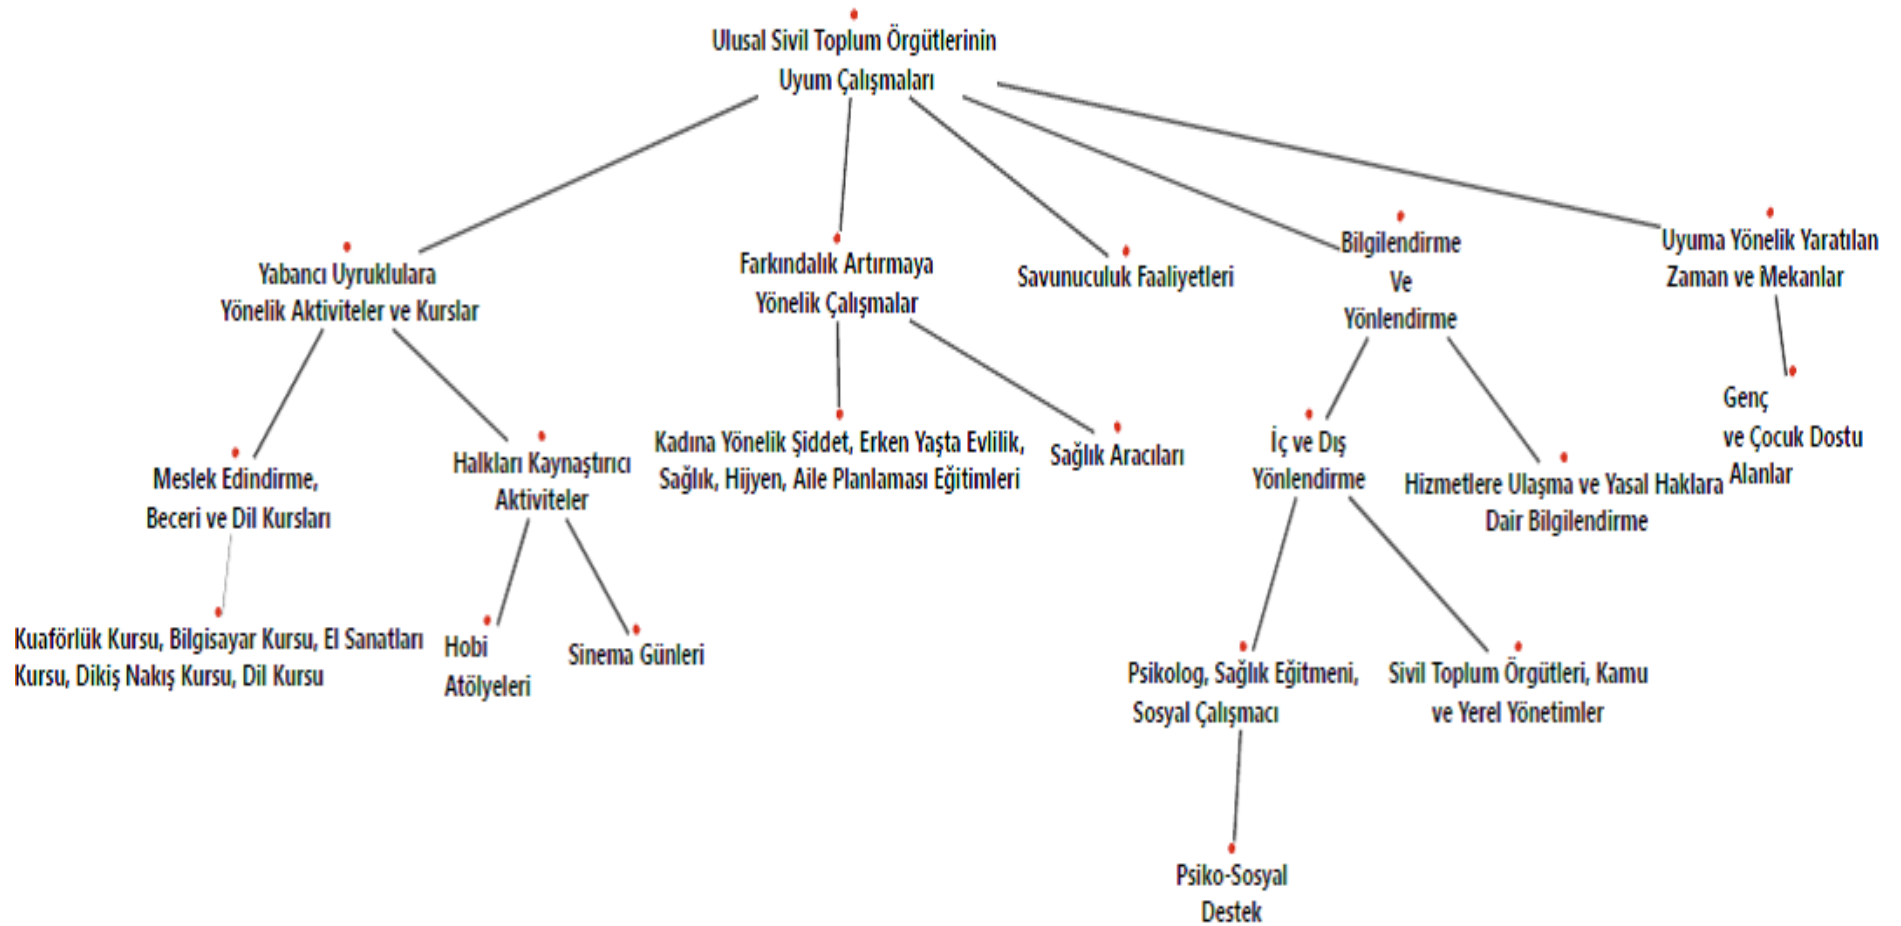 Ulusal Sivil Toplum Örgütlerinin
Uyum Çalışmaları
Yabancı Uyruklulara
Yönelik Aktiviteler ve Kurslar
Farkındalık Artırmaya
Yönelik Çalışmalar
Savunuculuk Faaliyetleri
Bilgilendirme
Ve
Yönlendirme
Uyuma Yönelik Yaratılan
Zaman ve Mekanlar
Meslek Edindirme,
Beceri ve Dil Kursları
Halkları Kaynaştırıcı
Aktiviteler
Kadına Yönelik Şiddet, Erken Yaşta Evlilik,
Sağlık, Hijyen, Aile Planlaması Eğitimleri
Sağlık Aracıları
İç ve Dış
Yönlendirme
Hizmetlere Ulaşma ve Yasal Haklara
Dair Bilgilendirme
Genç
ve Çocuk Dostu
Alanlar
Kuaförlük Kursu, Bilgisayar Kursu, El Sanatları
Kursu, Dikiş Nakış Kursu, Dil Kursu
Hobi
Atölyeleri
Sinema Günleri
Psikolog, Sağlık Eğitmeni,
Sosyal Çalışmacı
Sivil Toplum Örgütleri, Kamu
ve Yerel Yönetimler
Psiko-Sosyal
Destek